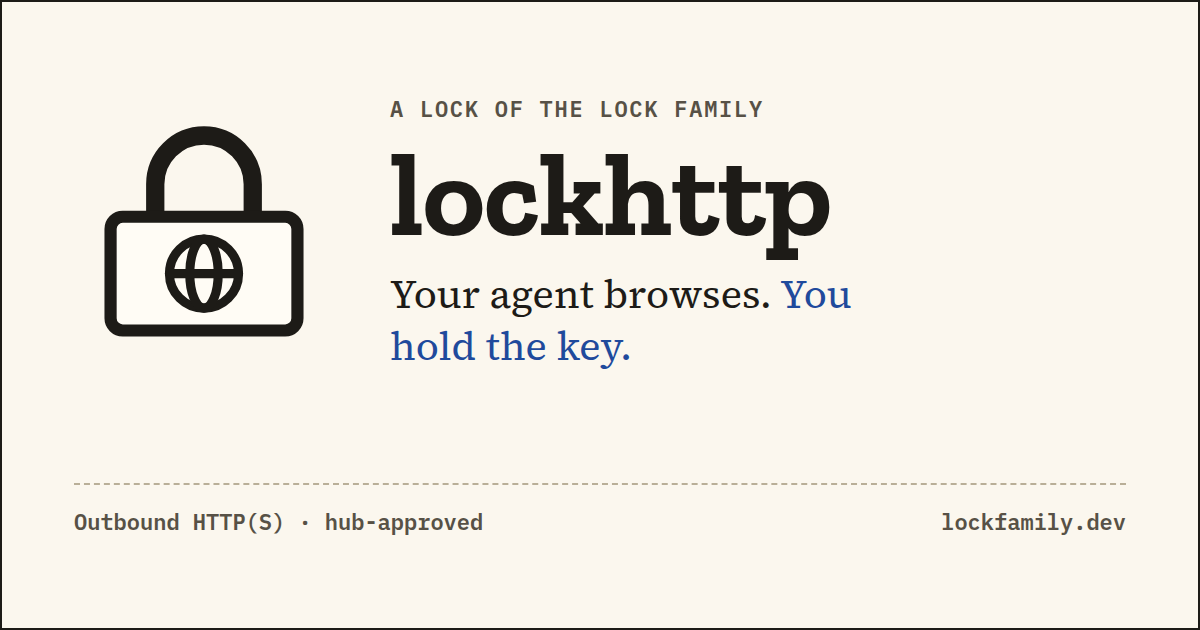 A LOCK OF THE LOCK FAMILY
lockhttp
Your agent browses. You
hold the key.
Outbound HTTP(S) · hub-approved
lockfamily.dev